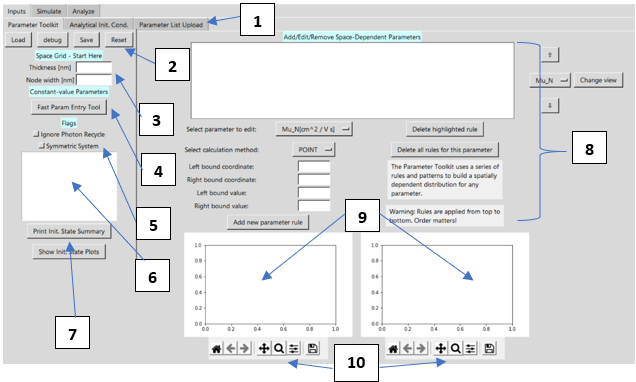 Inputs Simulate Analyze
Parameter Toolkit Analytical Init. Cond. Parameter List Upload
1
Load debug Save Reset
2
Space Grid - Start Here
Thickness [nm]
Node width [nm]
3
Constant-value Parameters
Fast Param Entry Tool
4
Flags
Ignore Photon Recycle
Symmetric System
5
6
Print Init. State Summary
Show Init. State Plots
7
Add/Edit/Remove Space-Dependent Parameters
⇧
Mu_N Change view
⇩
8
Select parameter to edit: Mu_N[cm^2 / V s] Delete highlighted rule
Select calculation method: POINT Delete all rules for this parameter
Left bound coordinate:
Right bound coordinate:
Left bound value:
Right bound value:
The Parameter Toolkit uses a series
of rules and patterns to build a spatially
dependent distribution for any
parameter.
Warning: Rules are applied from top to
bottom. Order matters!
Add new parameter rule
9
1.0
0.8
0.6
0.4
0.2
0.0
0.0 0.2 0.4 0.6 0.8 1.0
1.0
0.8
0.6
0.4
0.2
0.0
0.0 0.2 0.4 0.6 0.8 1.0
10